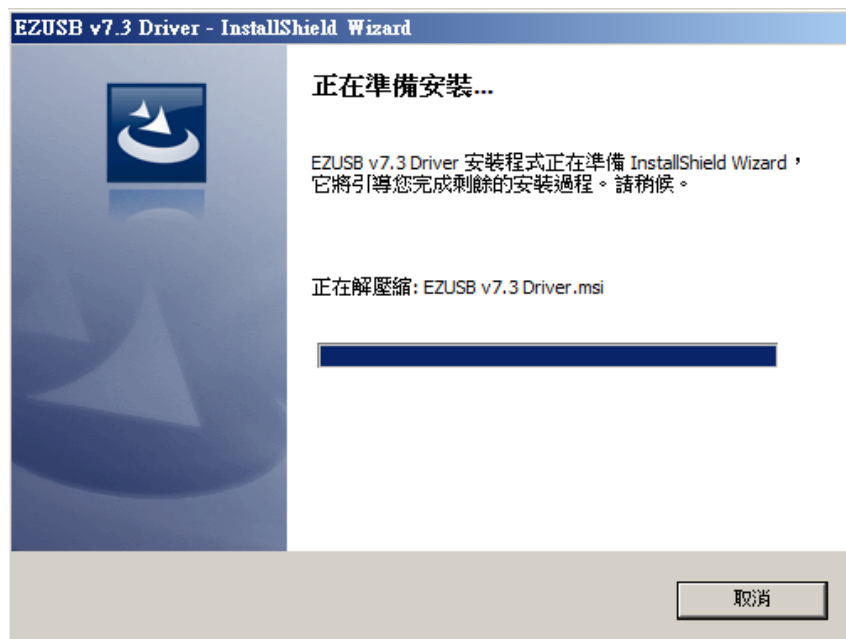 EZUSB v7.3 Driver - InstallShield Wizard
正在準備安裝...
EZUSB v7.3 Driver 安裝程式正在準備 InstallShield Wizard，
它將引導您完成剩餘的安裝過程。請稍候。
正在解壓縮: EZUSB v7.3 Driver.msi
取消